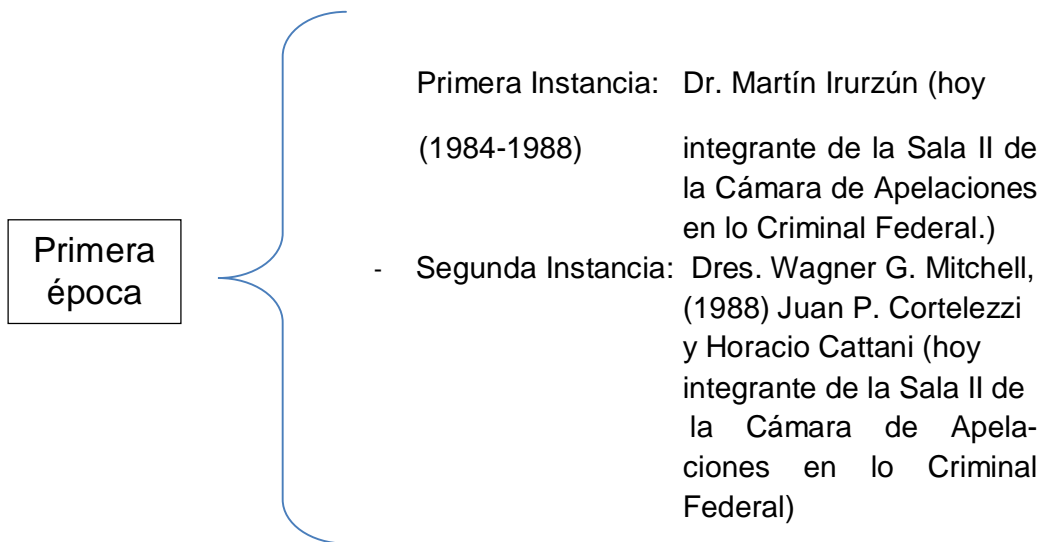 Primera
época
Primera Instancia: Dr. Martín Irurzún (hoy
(1984-1988) integrante de la Sala II de
la Cámara de Apelaciones
en lo Criminal Federal.)
- Segunda Instancia: Dres. Wagner G. Mitchell,
(1988) Juan P. Cortelezzi
y Horacio Cattani (hoy
integrante de la Sala II de
la Cámara de Apela-
ciones en lo Criminal
Federal)